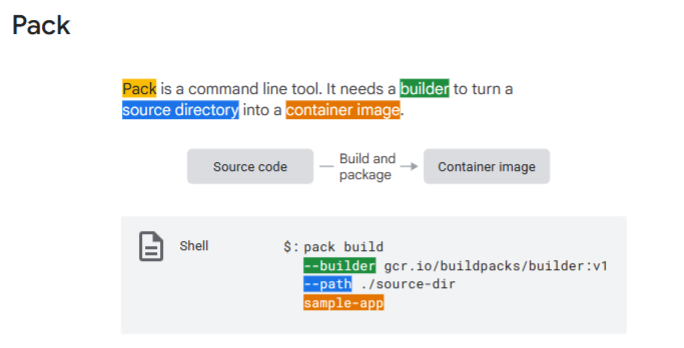 Pack
Pack is a command line tool. It needs a builder to turn a
source directory into a container image.
Source code
Build and
package
Container image
Shell
$: pack build
--builder gcr.io/buildpacks/builder:v1
--path ./source-dir
sample-app